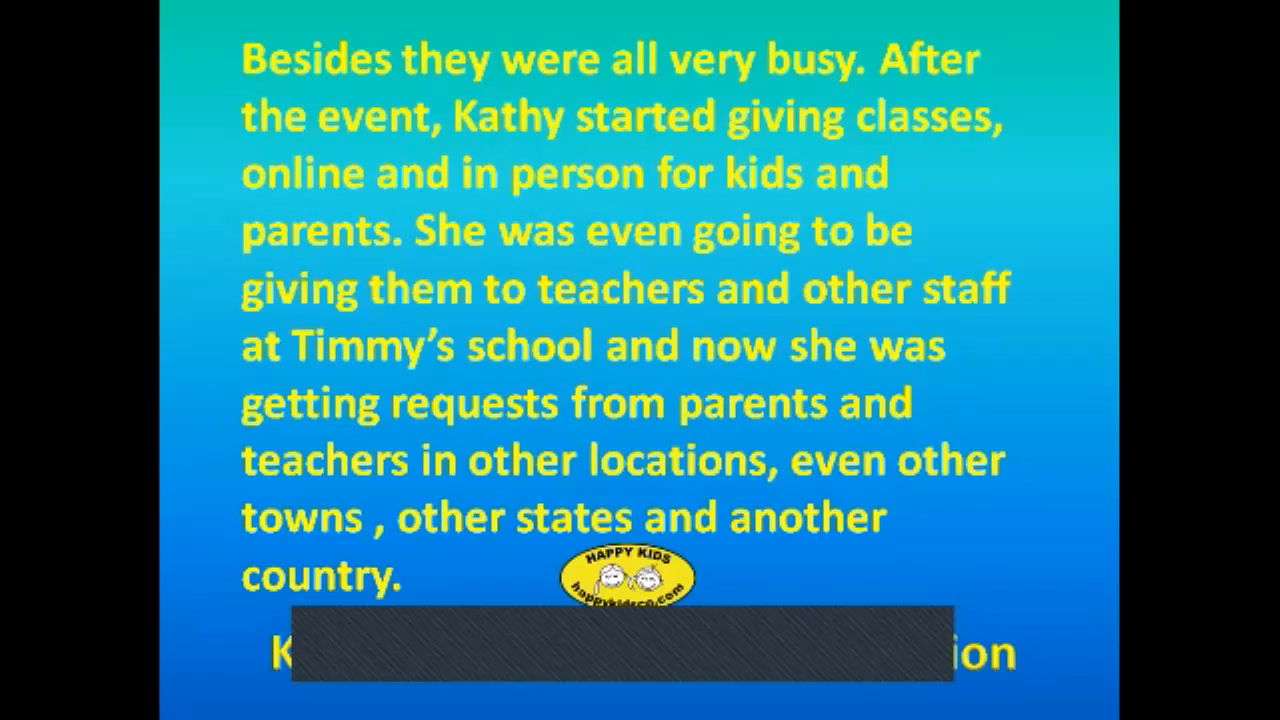 Besides they were all very busy. After
the event, Kathy started giving classes,
online and in person for kids and
parents. She was even going to be
giving them to teachers and other staff
at Timmy’s school and now she was
getting requests from parents and
teachers in other locations, even other
towns , other states and another
country.
HAPPY KIDS